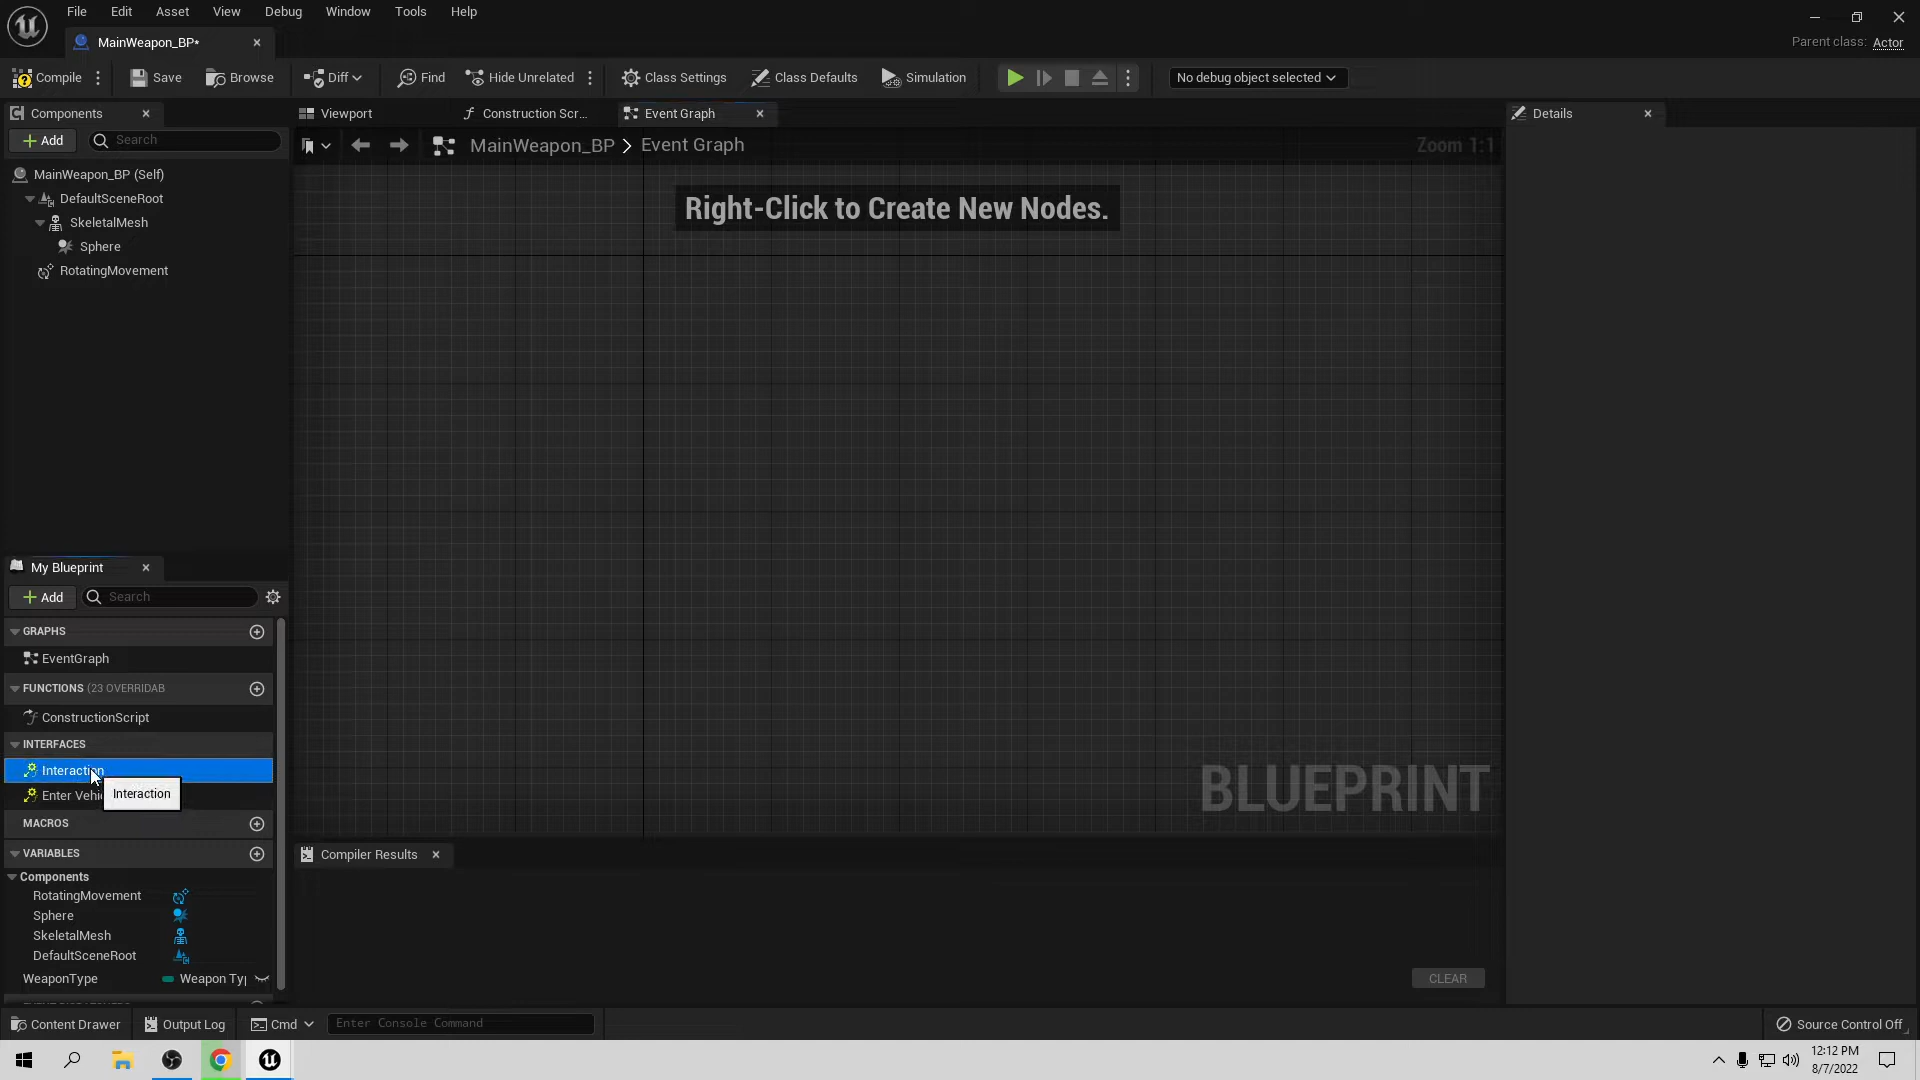 File Edit Asset View Debug Window Tools Help
MainWeapon_BP*
Parent class: Actor
Compile Save Browse Diff Find Hide Unrelated Class Settings Class Defaults Simulation No debug object selected
Components Viewport Construction Scr... Event Graph Details
Add Search
MainWeapon_BP > Event Graph Zoom 1:1
MainWeapon_BP (Self)
DefaultSceneRoot
SkeletalMesh
Sphere
RotatingMovement
Right-Click to Create New Nodes.
BLUEPRINT
My Blueprint
Add Search
GRAPHS
EventGraph
FUNCTIONS (23 OVERRIDAB
ConstructionScript
INTERFACES
Interaction
Enter Vehi
Interaction
MACROS
VARIABLES
Components
RotatingMovement
Sphere
SkeletalMesh
DefaultSceneRoot
WeaponType Weapon Ty
Compiler Results
CLEAR
Content Drawer Output Log Cmd Enter Console Command Source Control Off
12:12 PM
8/7/2022